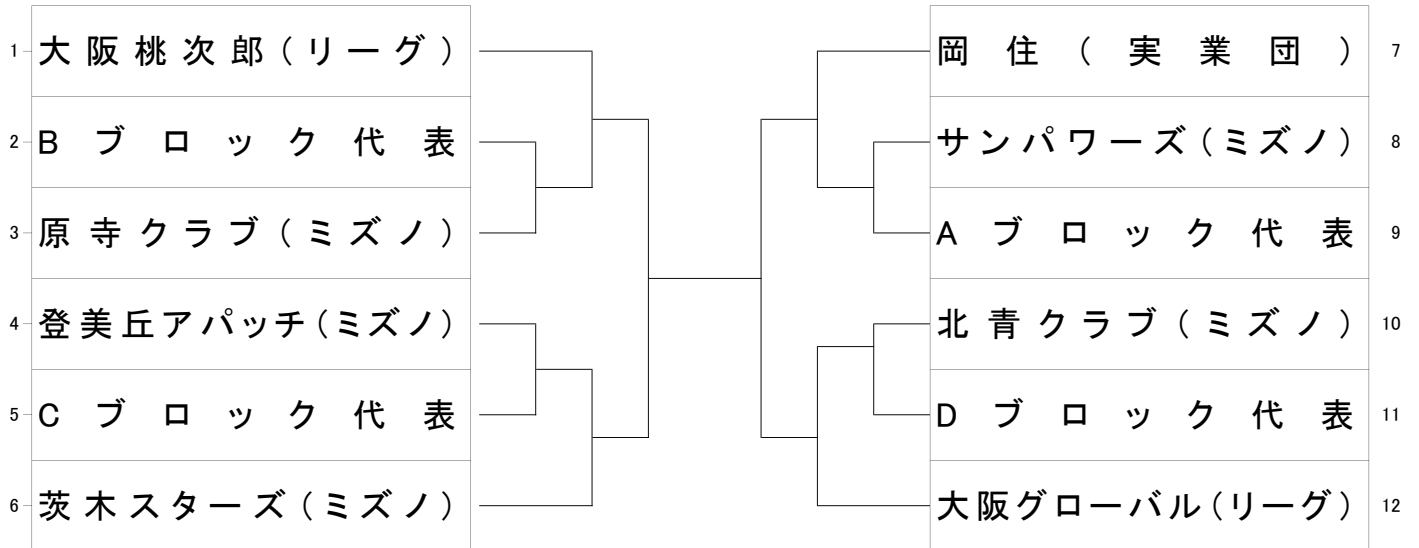 1 大阪桃次郎(リーグ)
2 Bブロック代表
3 原寺クラブ(ミズノ)
4 登美丘アパッチ(ミズノ)
5 Cブロック代表
6 茨木スターズ(ミズノ)
岡住(実業団) 7
サンパワーズ(ミズノ) 8
Aブロック代表 9
北青クラブ(ミズノ) 10
Dブロック代表 11
大阪グローバル(リーグ) 12